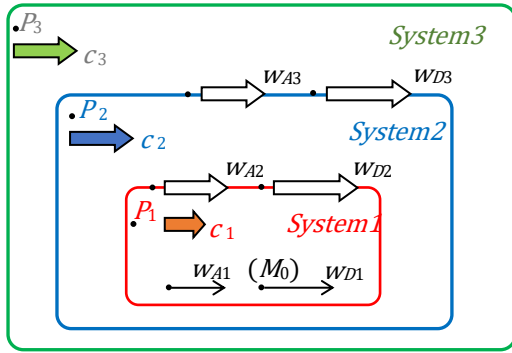 P3 System3
c3
wA3 wD3
P2 System2
c2
wA2 wD2
P1 System1
c1
wA1 (M0) wD1